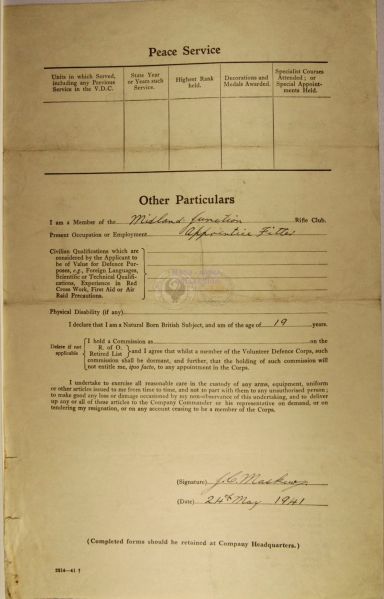 Peace Service
Units in which Served, including any Previous Service in the V.D.C.
State Year or Years such Service.
Highest Rank held.
Decorations and Medals Awarded.
Specialist Courses Attended; or Special Appointments Held.
Other Particulars
I am a Member of the Midland Junction Rifle Club.
Present Occupation or Employment Apprentice Fitter
Civilian Qualifications which are
considered by the Applicant to
be of Value for Defence Pur-
poses, e.g., Foreign Languages,
Scientific or Technical Qualifi-
cations, Experience in Red
Cross Work, First Aid or Air
Raid Precautions.
Physical Disability (if any)
I declare that I am a Natural Born British Subject, and am of the age of 19 years.
Delete if not applicable
I hold a Commission as on the
R. of O.
Retired List
and I agree that whilst a member of the Volunteer Defence Corps, such
commission shall be dormant, and further, that the holding of such commission will
not entitle me, ipso facto, to any appointment in the Corps.
I undertake to exercise all reasonable care in the custody of any arms, equipment, uniform
or other articles issued to me from time to time, and not to part with them to any unauthorised person;
to make good any loss or damage occasioned by my non-observance of this undertaking, and to deliver
up any or all of these articles to the Company Commander or his representative on demand, or on
tendering my resignation, or on any account ceasing to be a member of the Corps.
(Signature) J.C.
(Date) 24th May 1941
(Completed forms should be retained at Company Headquarters.)